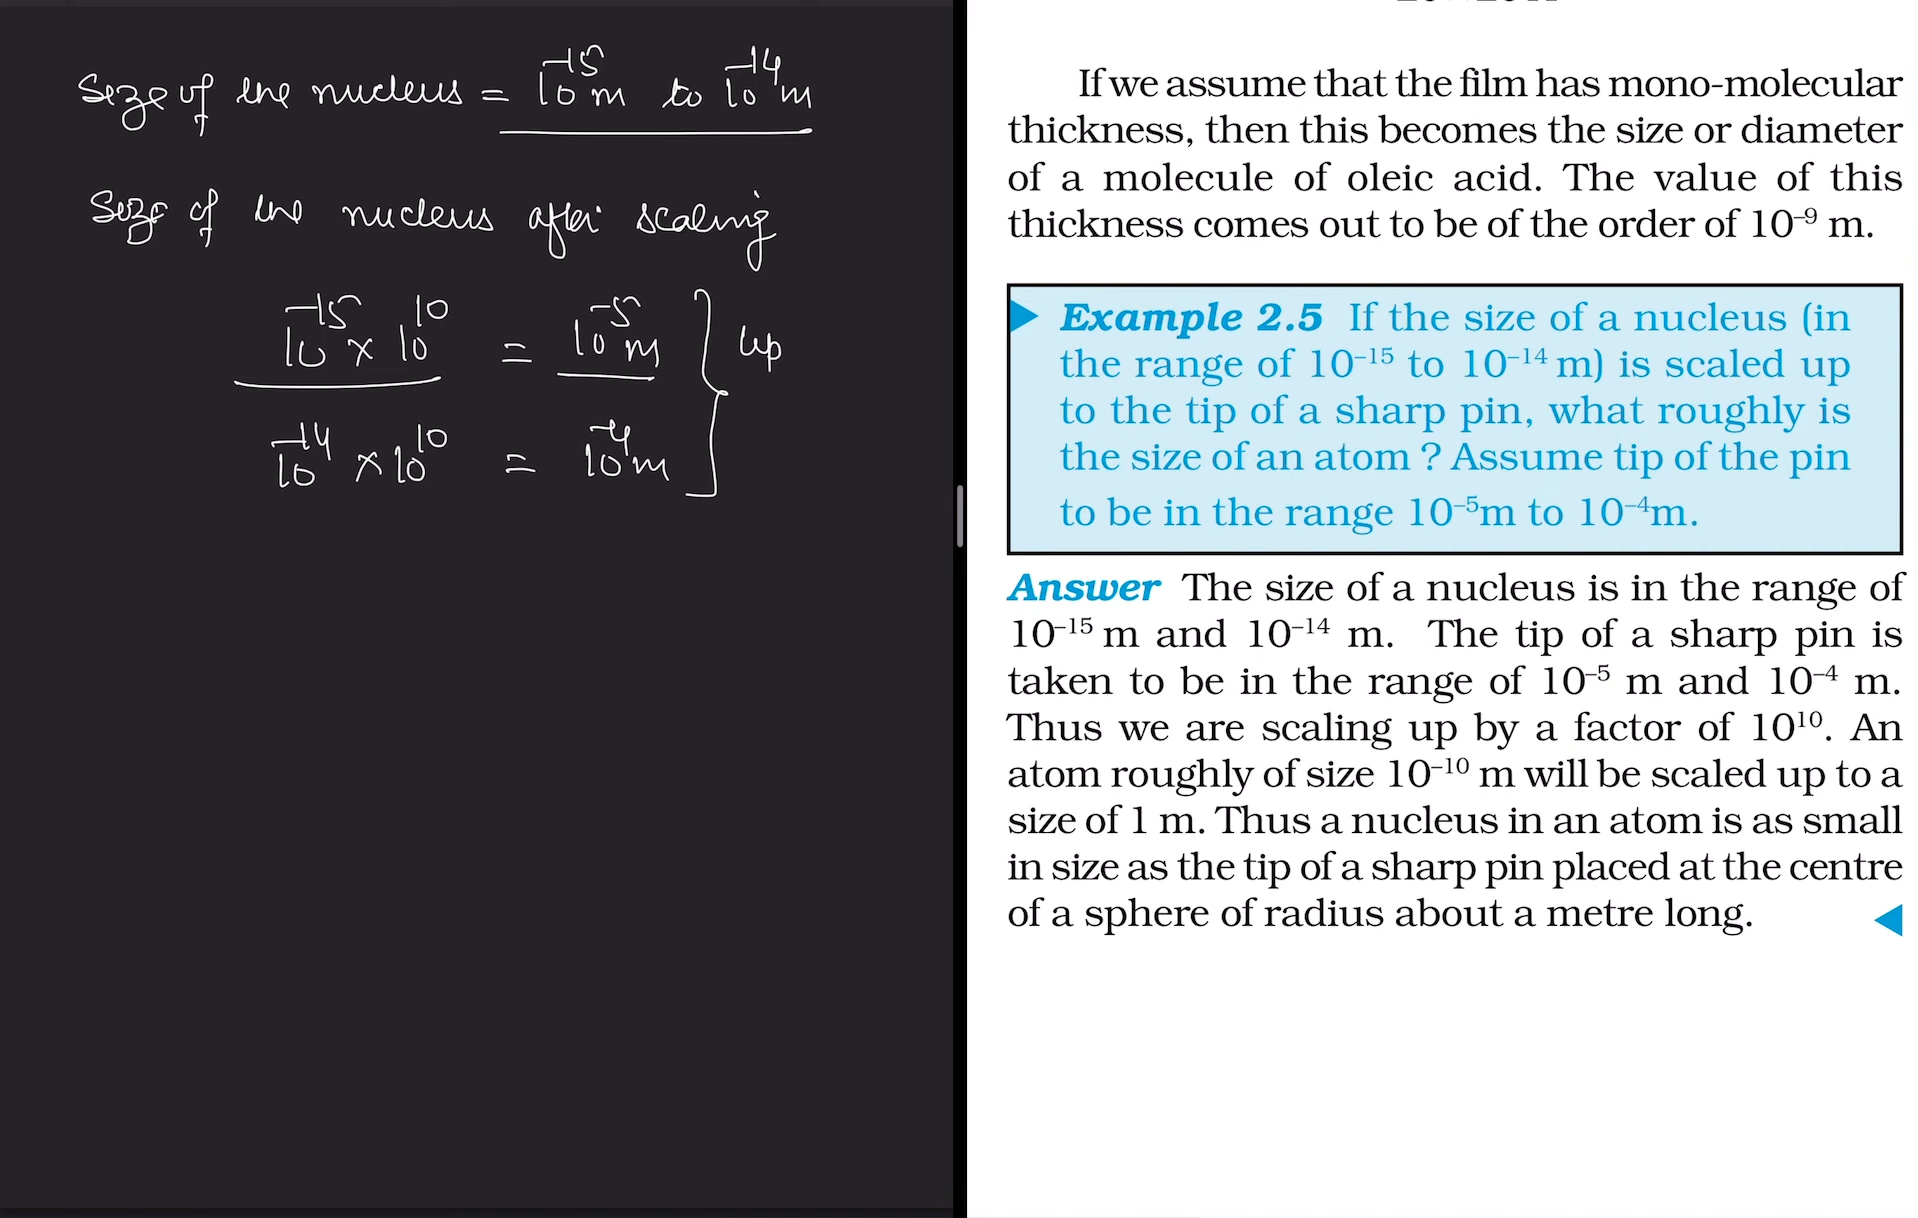 Size of the nucleus = 10⁻¹⁵ m to 10⁻¹⁴ m
Size of the nucleus after scaling
10⁻¹⁵ x 10¹⁰ = 10⁻⁵ m } up
10⁻¹⁴ x 10¹⁰ = 10⁻⁴ m
If we assume that the film has mono-molecular
thickness, then this becomes the size or diameter
of a molecule of oleic acid. The value of this
thickness comes out to be of the order of 10⁻⁹ m.
Example 2.5 If the size of a nucleus (in
the range of 10⁻¹⁵ to 10⁻¹⁴ m) is scaled up
to the tip of a sharp pin, what roughly is
the size of an atom ? Assume tip of the pin
to be in the range 10⁻⁵m to 10⁻⁴m.
Answer The size of a nucleus is in the range of
10⁻¹⁵ m and 10⁻¹⁴ m. The tip of a sharp pin is
taken to be in the range of 10⁻⁵ m and 10⁻⁴ m.
Thus we are scaling up by a factor of 10¹⁰. An
atom roughly of size 10⁻¹⁰ m will be scaled up to a
size of 1 m. Thus a nucleus in an atom is as small
in size as the tip of a sharp pin placed at the centre
of a sphere of radius about a metre long.